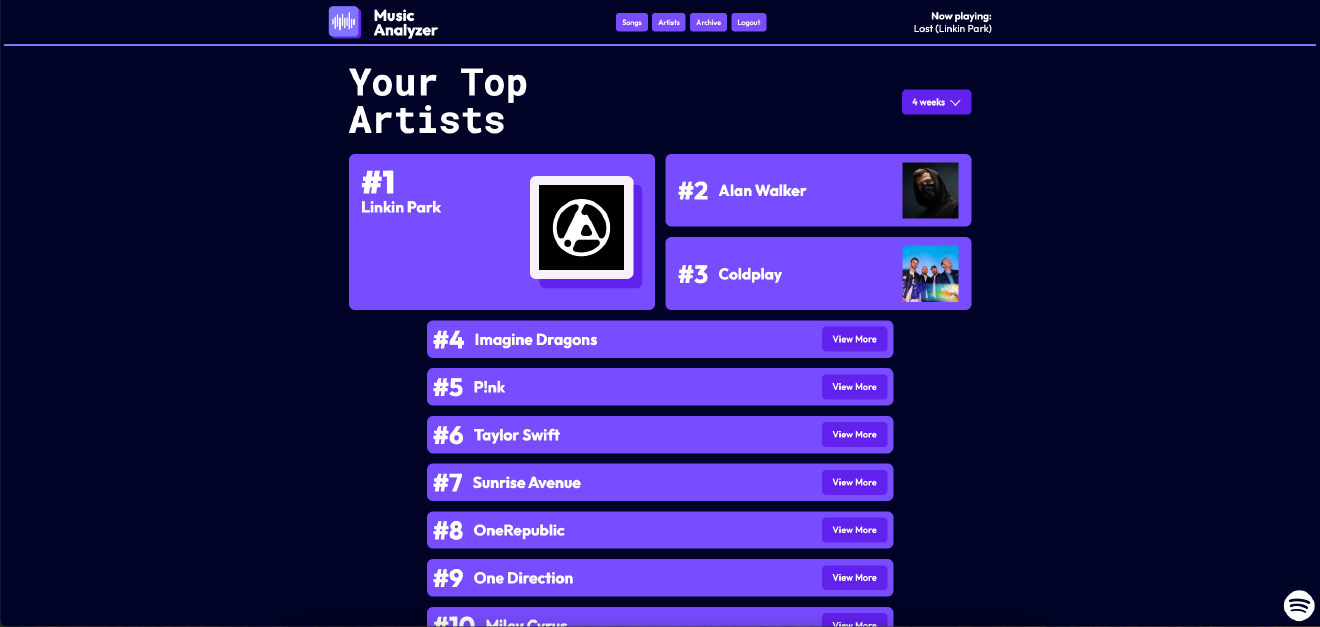 Music
Analyzer
Songs
Artists
Archive
Logout
Now playing:
Lost (Linkin Park)
Your Top
Artists
4 weeks
#1
Linkin Park
#2 Alan Walker
#3 Coldplay
#4 Imagine Dragons
View More
#5 P!nk
View More
#6 Taylor Swift
View More
#7 Sunrise Avenue
View More
#8 OneRepublic
View More
#9 One Direction
View More
#10 Miley Cyrus
View More